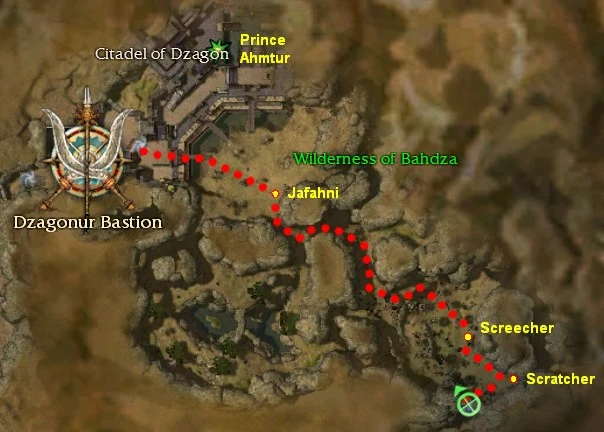 Citadel of Dzagon
Prince
Ahmtur
Wilderness of Bahdza
Jafahni
Dzagonur Bastion
Screecher
Scratcher